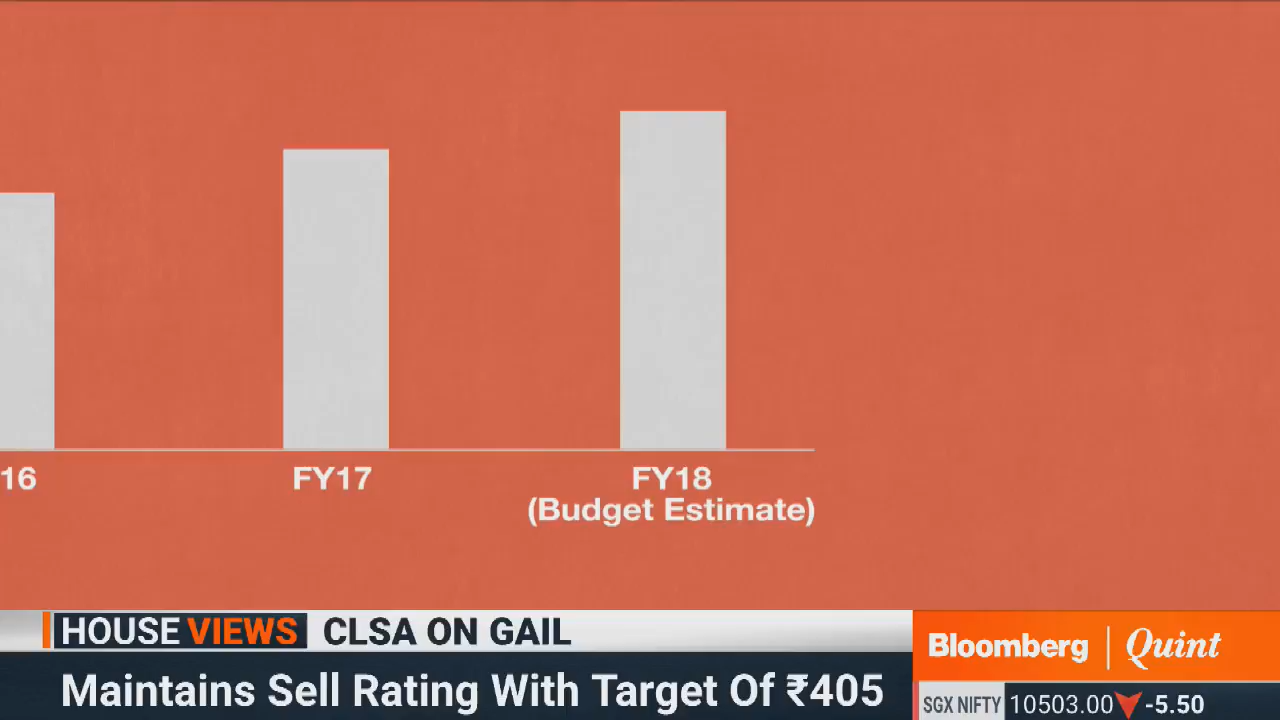 16
FY17
FY18
(Budget Estimate)
HOUSE VIEWS CLSA ON GAIL
Maintains Sell Rating With Target Of ₹405
Bloomberg | Quint
SGX NIFTY 10503.00 -5.50